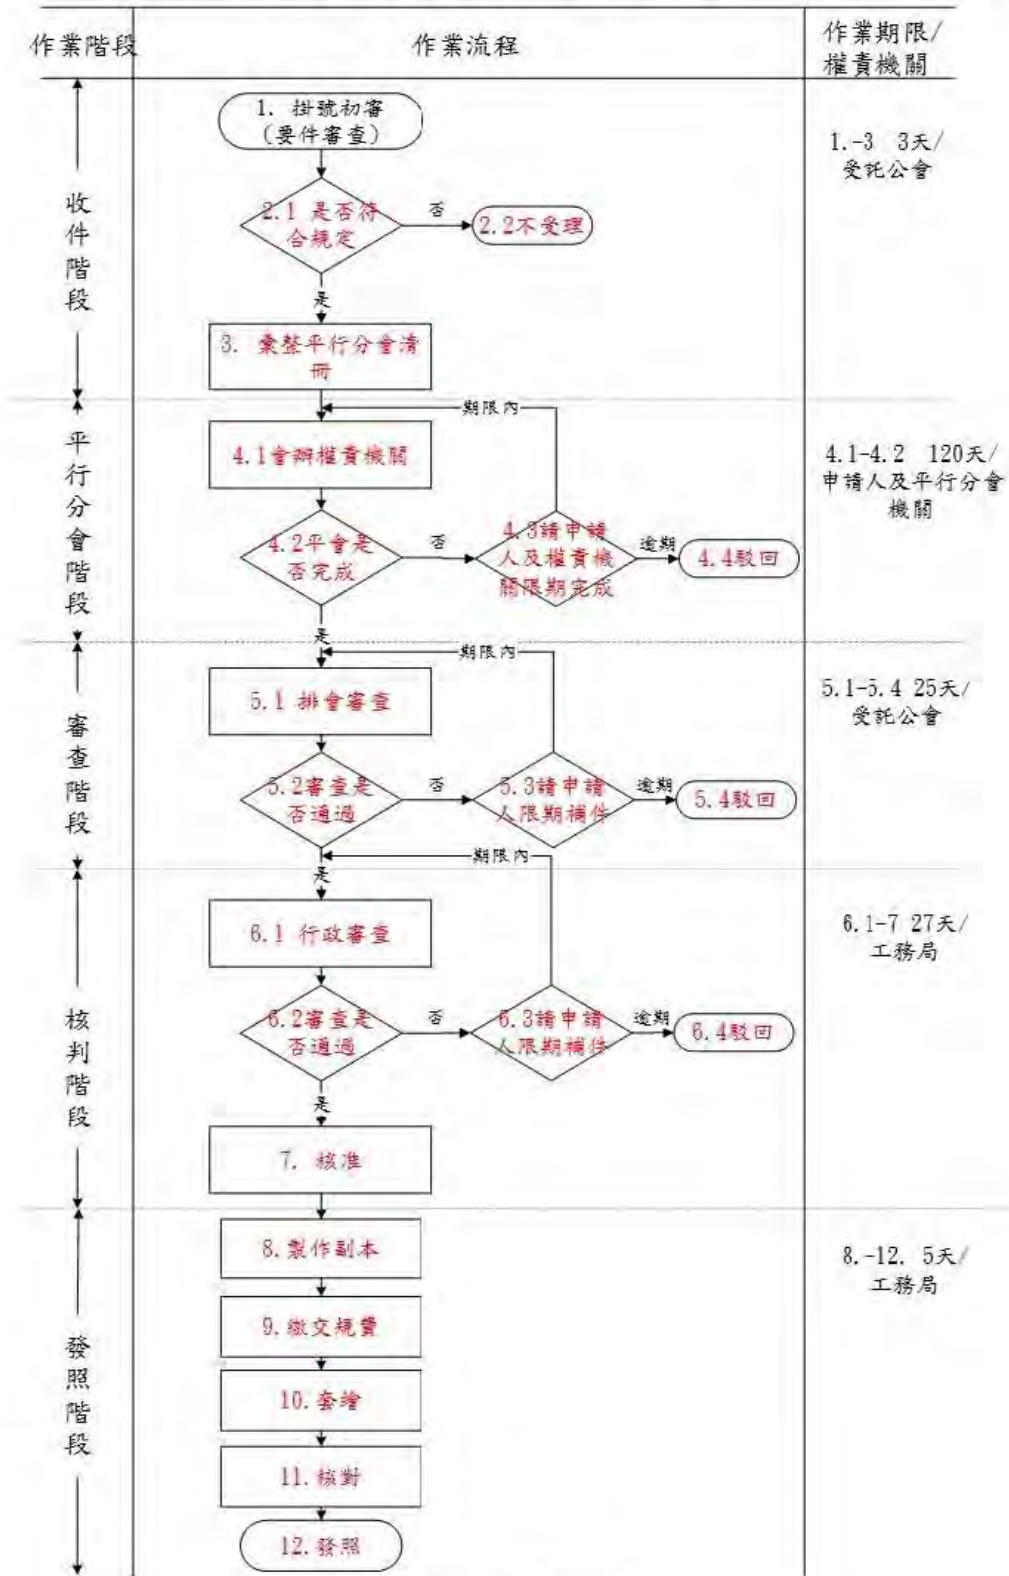 作業階段
作業流程
作業期限/
權責機關
收件階段
1. 掛號初審
(要件審查)
1.-3 3天/
受託公會
2.1 是否符
合規定
否
2.2不受理
是
3. 彙整平行分會清
冊
平行分會階段
期限內
4.1會辦權責機關
4.1-4.2 120天/
申請人及平行分會
機關
4.2平會是
否完成
否
4.3請申請
人及權責機
關限期完成
逾期
4.4駁回
是
審查階段
期限內
5.1 排會審查
5.1-5.4 25天/
受託公會
5.2審查是
否通過
否
5.3請申請
人限期補件
逾期
5.4駁回
核判階段
期限內
是
6.1 行政審查
6.1-7 27天/
工務局
6.2審查是
否通過
否
6.3請申請
人限期補件
逾期
6.4駁回
是
7. 核准
發照階段
8.製作副本
8.-12. 5天/
工務局
9.繳交規費
10.套繪
11.核對
12.發照